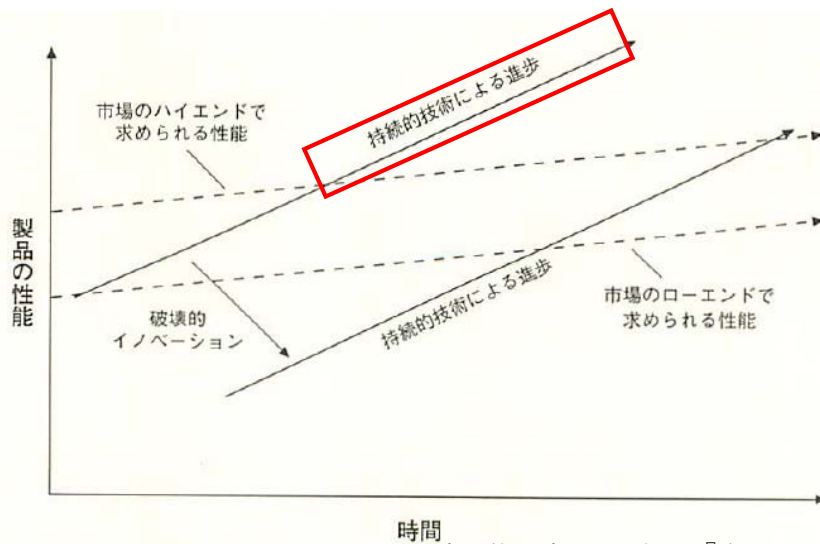 持続的技術による進歩
市場のハイエンドで
求められる性能
製品の性能
破壊的
イノベーション
持続的技術による進歩
市場のローエンドで
求められる性能
時間